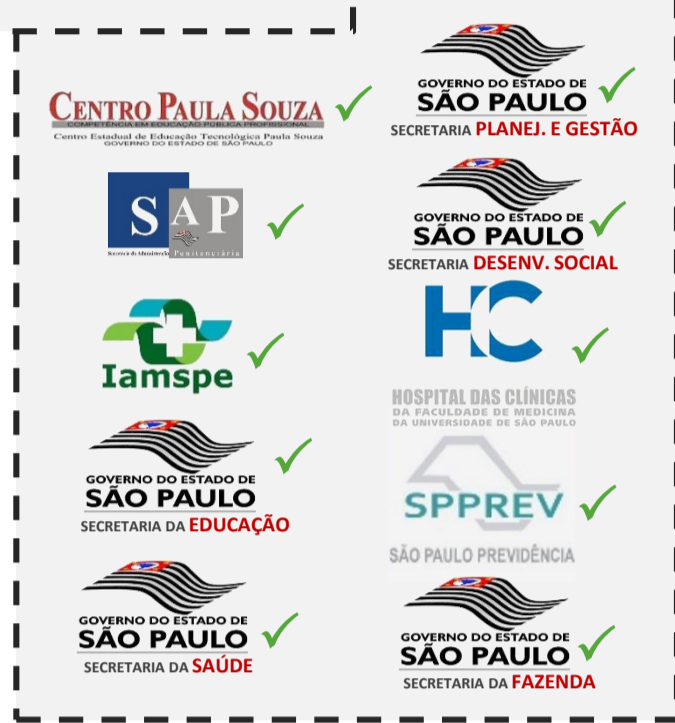 CENTRO PAULA SOUZA
COMPETÊNCIA EM EDUCAÇÃO PÚBLICA PROFISSIONAL
Centro Estadual de Educação Tecnológica Paula Souza
GOVERNO DO ESTADO DE SÃO PAULO
SAP
Secretaria da Administração Penitenciária
Iamspe
GOVERNO DO ESTADO DE
SÃO PAULO
SECRETARIA DA EDUCAÇÃO
GOVERNO DO ESTADO DE
SÃO PAULO
SECRETARIA DA SAÚDE
GOVERNO DO ESTADO DE
SÃO PAULO
SECRETARIA PLANEJ. E GESTÃO
GOVERNO DO ESTADO DE
SÃO PAULO
SECRETARIA DESENV. SOCIAL
HC
HOSPITAL DAS CLÍNICAS
DA FACULDADE DE MEDICINA
DA UNIVERSIDADE DE SÃO PAULO
SPPREV
SÃO PAULO PREVIDÊNCIA
GOVERNO DO ESTADO DE
SÃO PAULO
SECRETARIA DA FAZENDA